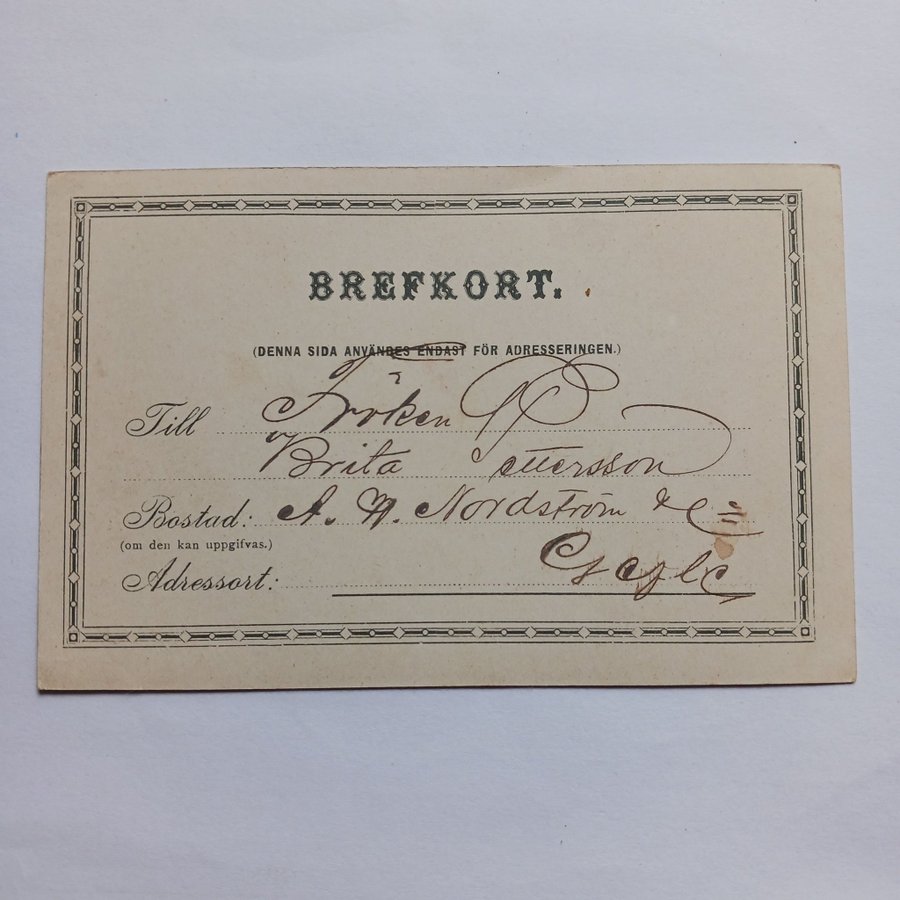 BREFKORT.
(DENNA SIDA ANVÄNDES ENDAST FÖR ADRESSERINGEN.)
Till Fröken
Brita Pettersson
Bostad: A. W. Nordström & C=
(om den kan uppgifvas.)
Adressort: Gefle